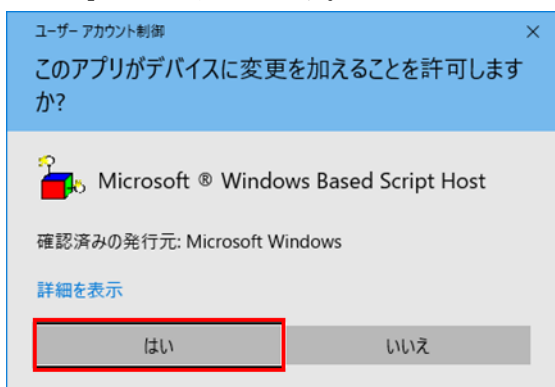 ユーザー アカウント制御
このアプリがデバイスに変更を加えることを許可します
か?
Microsoft ® Windows Based Script Host
確認済みの発行元: Microsoft Windows
詳細を表示
はい
いいえ